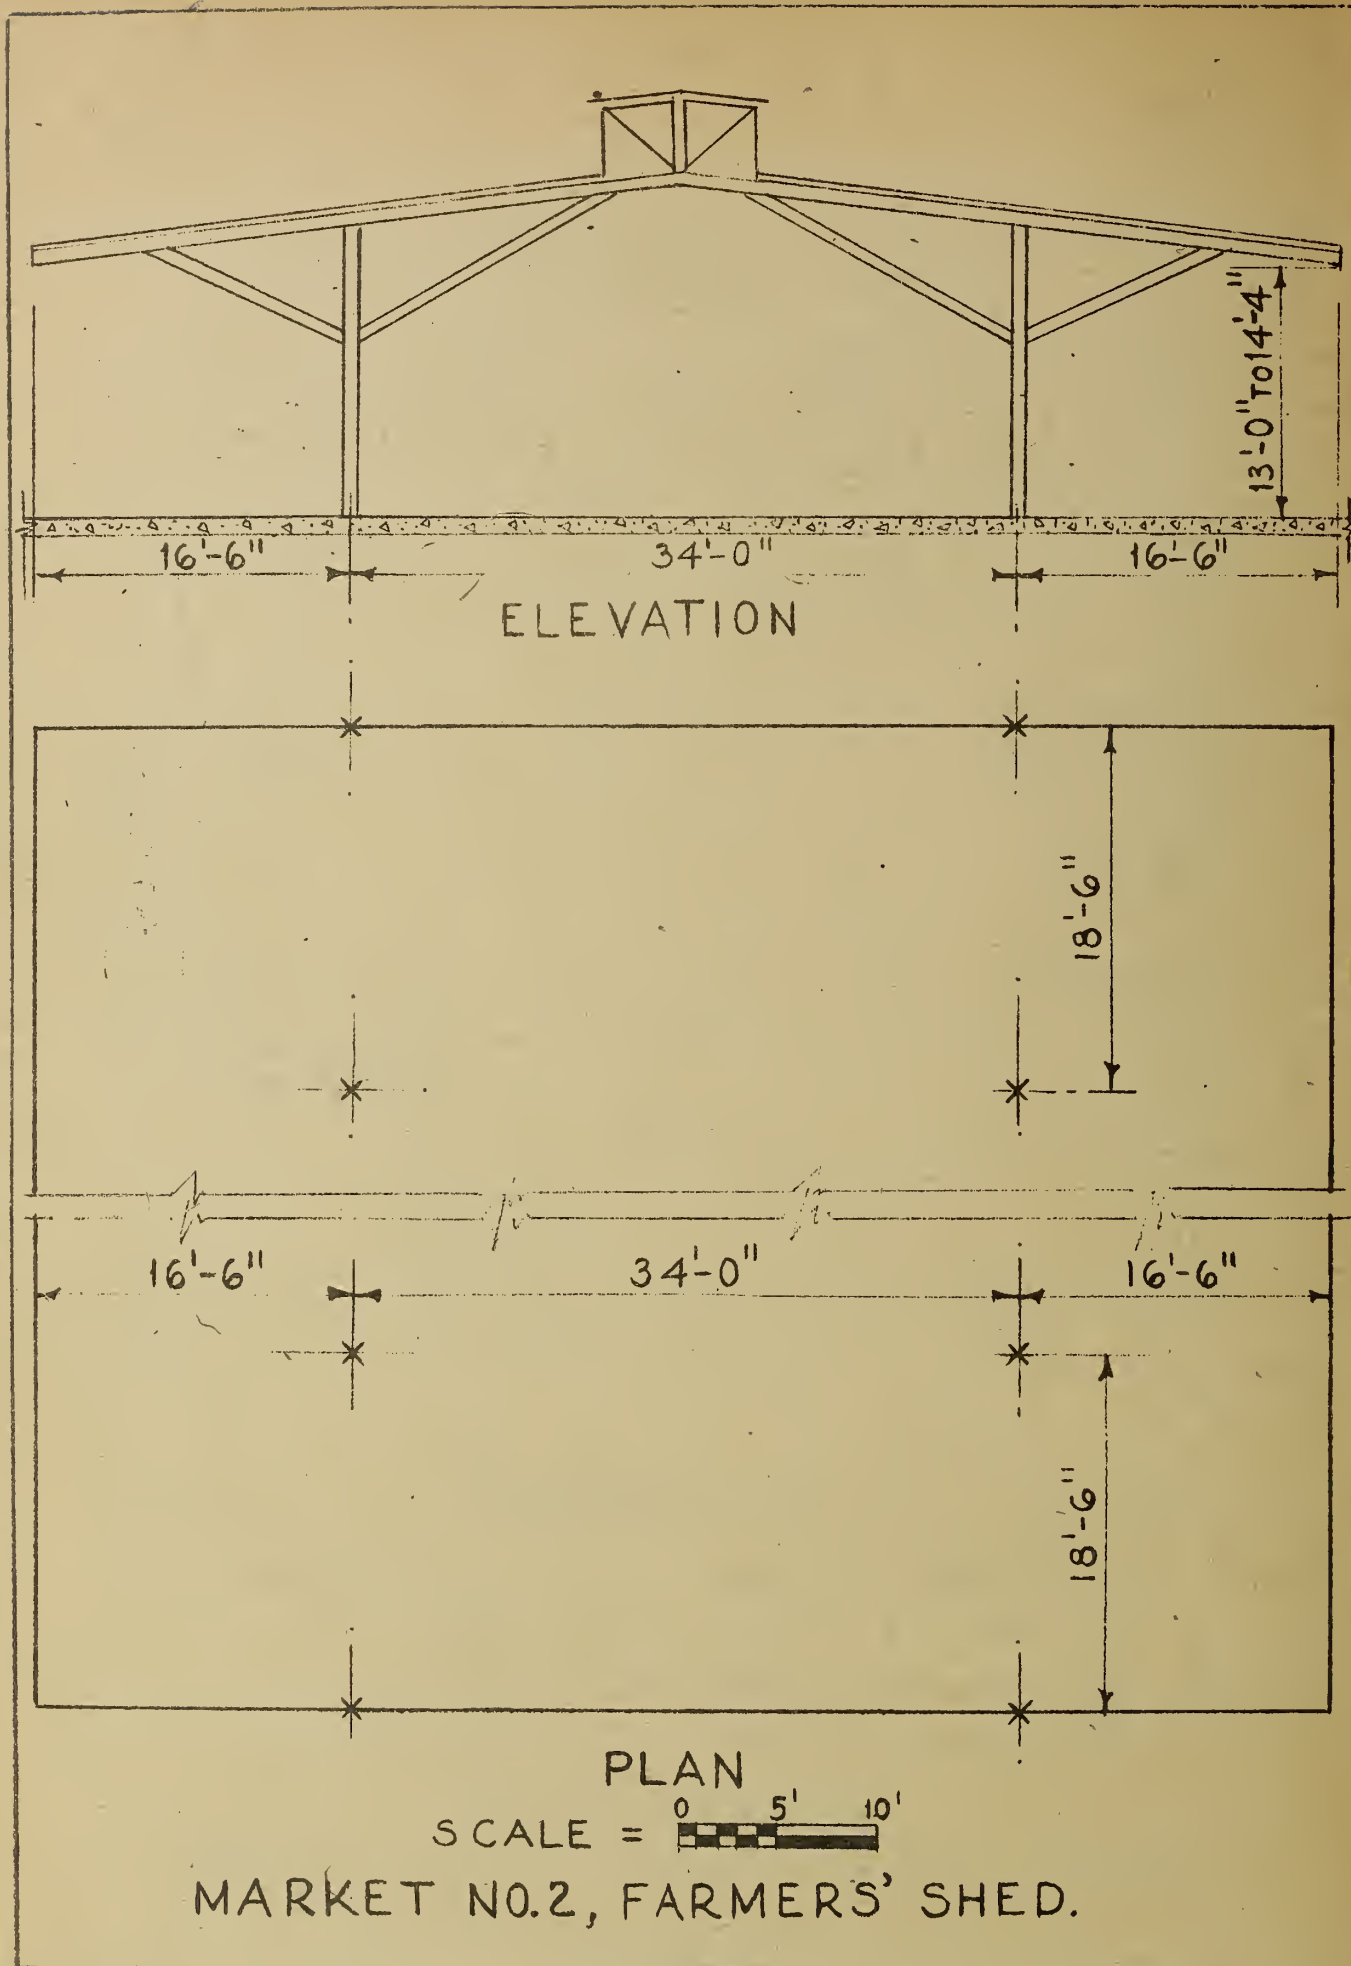 13'-0" TO 14'-4"
16'-6" 34'-0" 16'-6"
ELEVATION
18'-6"
16'-6" 34'-0" 16'-6"
18'-6"
PLAN
0 5' 10'
SCALE =
MARKET NO.2, FARMERS' SHED.